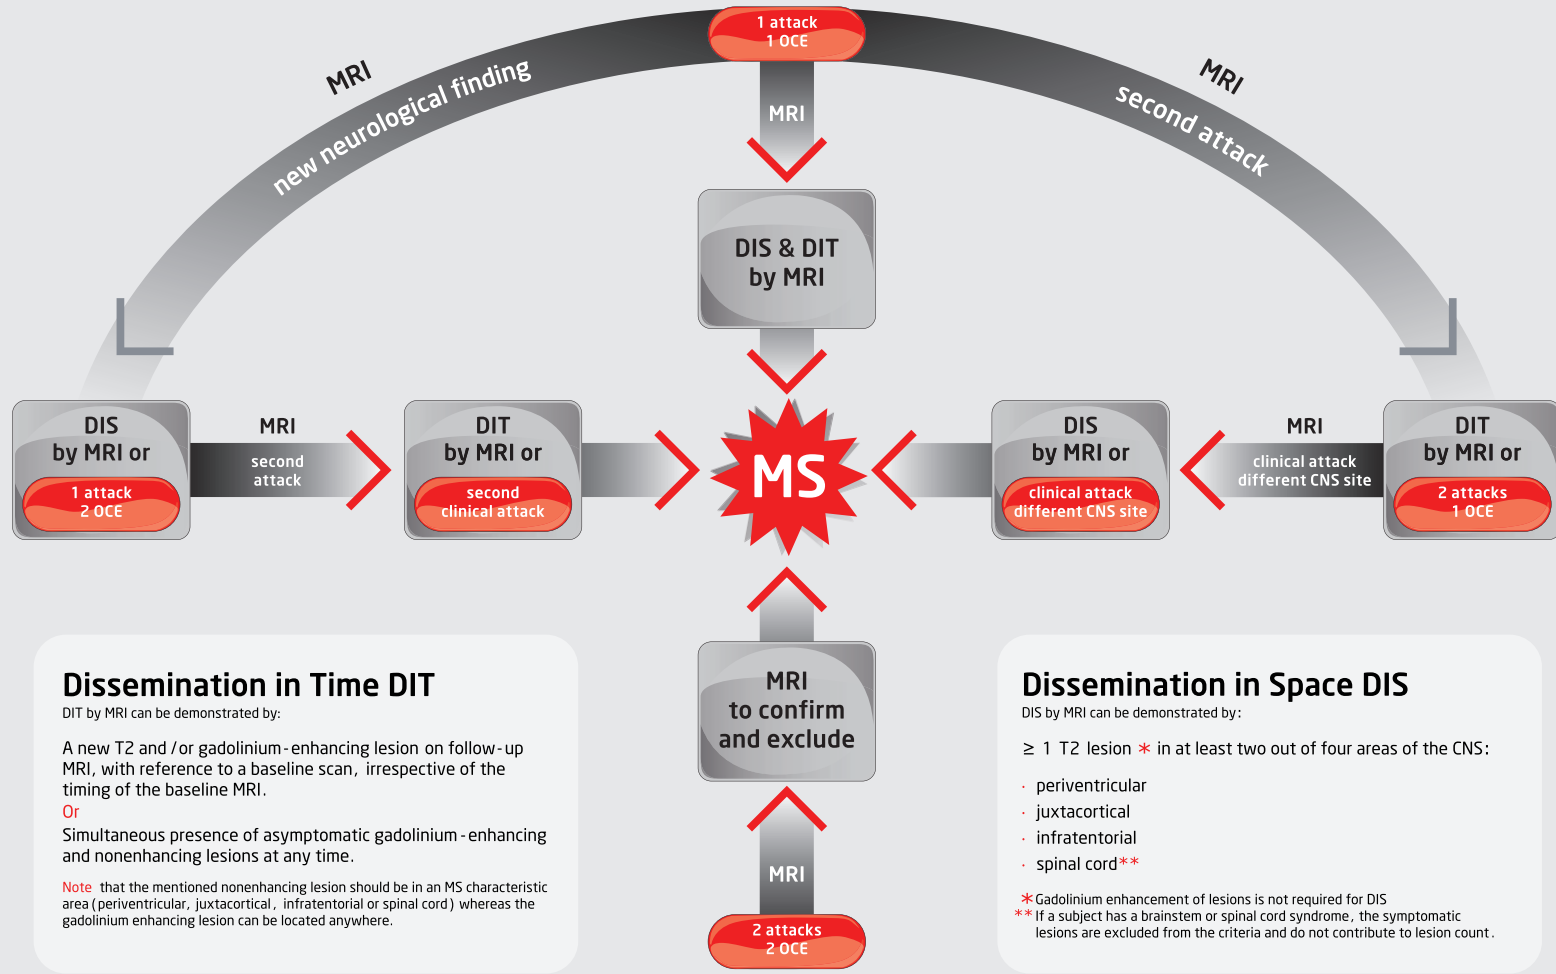 1 attack
1 OCE
MRI
new neurological finding
MRI
second attack
MRI
DIS & DIT
by MRI
DIS
by MRI or
1 attack
2 OCE
MRI
second
attack
DIT
by MRI or
second
clinical attack
MS
DIS
by MRI or
clinical attack
different CNS site
MRI
clinical attack
different CNS site
DIT
by MRI or
2 attacks
1 OCE
MRI
to confirm
and exclude
MRI
2 attacks
2 OCE
Dissemination in Time DIT
DIT by MRI can be demonstrated by:
A new T2 and /or gadolinium-enhancing lesion on follow-up
MRI, with reference to a baseline scan, irrespective of the
timing of the baseline MRI.
Or
Simultaneous presence of asymptomatic gadolinium-enhancing
and nonenhancing lesions at any time.
Note that the mentioned nonenhancing lesion should be in an MS characteristic
area (periventricular, juxtacortical, infratentorial or spinal cord) whereas the
gadolinium enhancing lesion can be located anywhere.
Dissemination in Space DIS
DIS by MRI can be demonstrated by:
≥ 1 T2 lesion * in at least two out of four areas of the CNS:
· periventricular
· juxtacortical
· infratentorial
· spinal cord**
* Gadolinium enhancement of lesions is not required for DIS
** If a subject has a brainstem or spinal cord syndrome, the symptomatic
lesions are excluded from the criteria and do not contribute to lesion count.